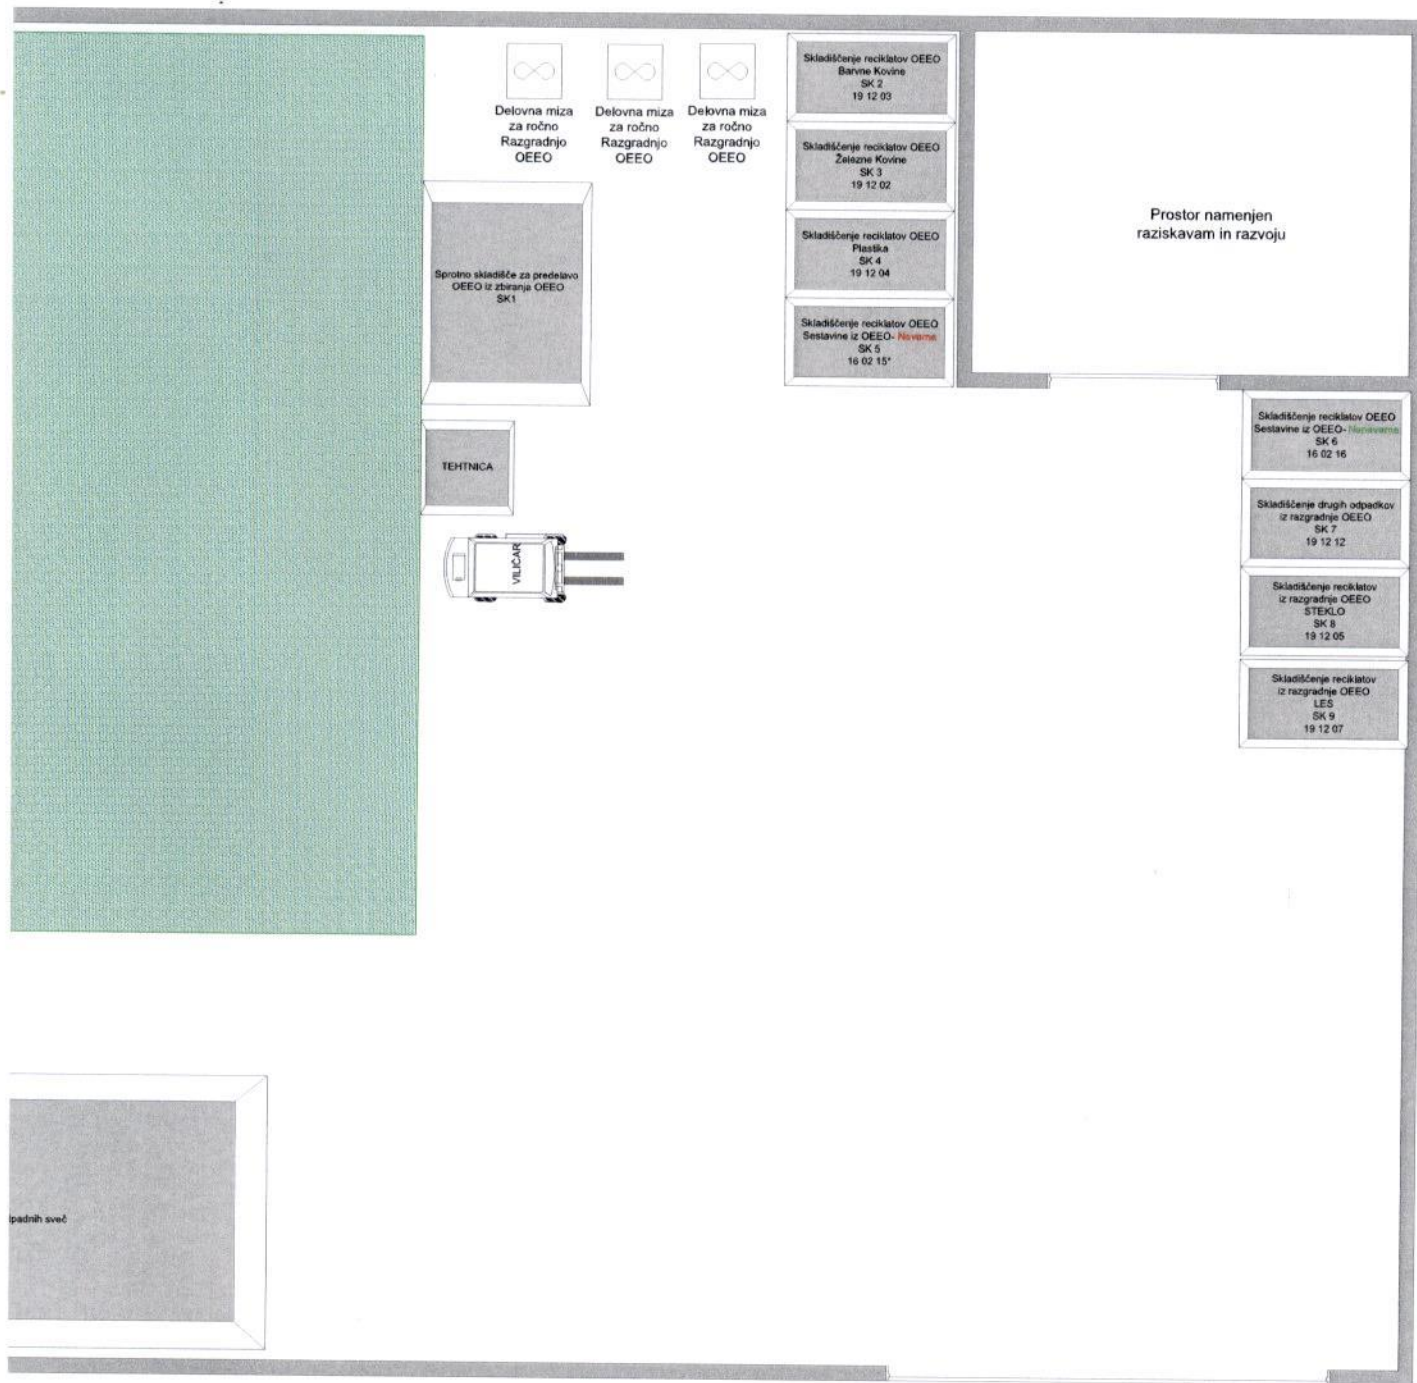 Delovna miza
za ročno
Razgradnjo
OEEO
Delovna miza
za ročno
Razgradnjo
OEEO
Delovna miza
za ročno
Razgradnjo
OEEO
Skladiščenje reciklatov OEEO
Barvne Kovine
SK 2
19 12 03
Skladiščenje reciklatov OEEO
Železne Kovine
SK 3
19 12 02
Skladiščenje reciklatov OEEO
Plastika
SK 4
19 12 04
Skladiščenje reciklatov OEEO
Sestavine iz OEEO- Nevarne
SK 5
16 02 15*
Prostor namenjen
raziskavam in razvoju
Sprotno skladišče za predelavo
OEEO iz zbiranja OEEO
SK1
TEHTNICA
VILIČAR
Skladiščenje reciklatov OEEO
Sestavine iz OEEO- Nenevarne
SK 6
16 02 16
Skladiščenje drugih odpadkov
iz razgradnje OEEO
SK 7
19 12 12
Skladiščenje reciklatov
iz razgradnje OEEO
STEKLO
SK 8
19 12 05
Skladiščenje reciklatov
iz razgradnje OEEO
LES
SK 9
19 12 07
dpadnih sveč